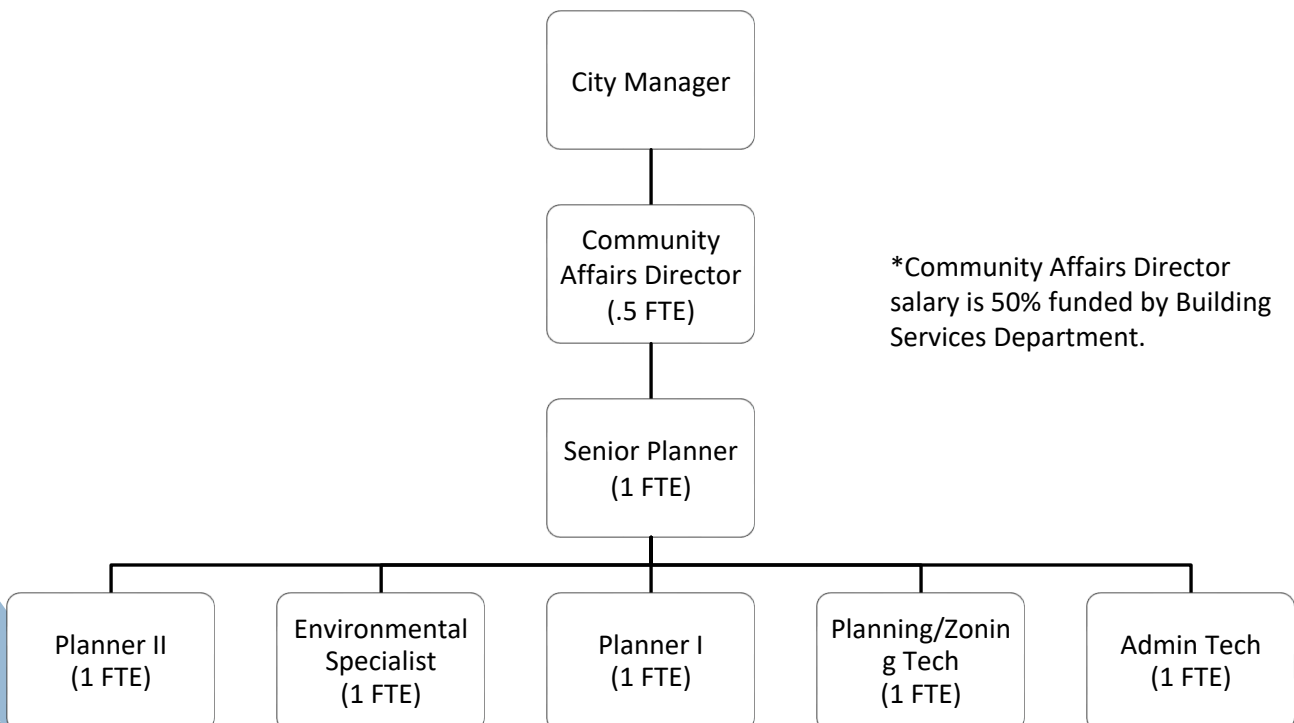 City Manager
Community
Affairs Director
(.5 FTE)
*Community Affairs Director
salary is 50% funded by Building
Services Department.
Senior Planner
(1 FTE)
Planner II
(1 FTE)
Environmental
Specialist
(1 FTE)
Planner I
(1 FTE)
Planning/Zonin
g Tech
(1 FTE)
Admin Tech
(1 FTE)